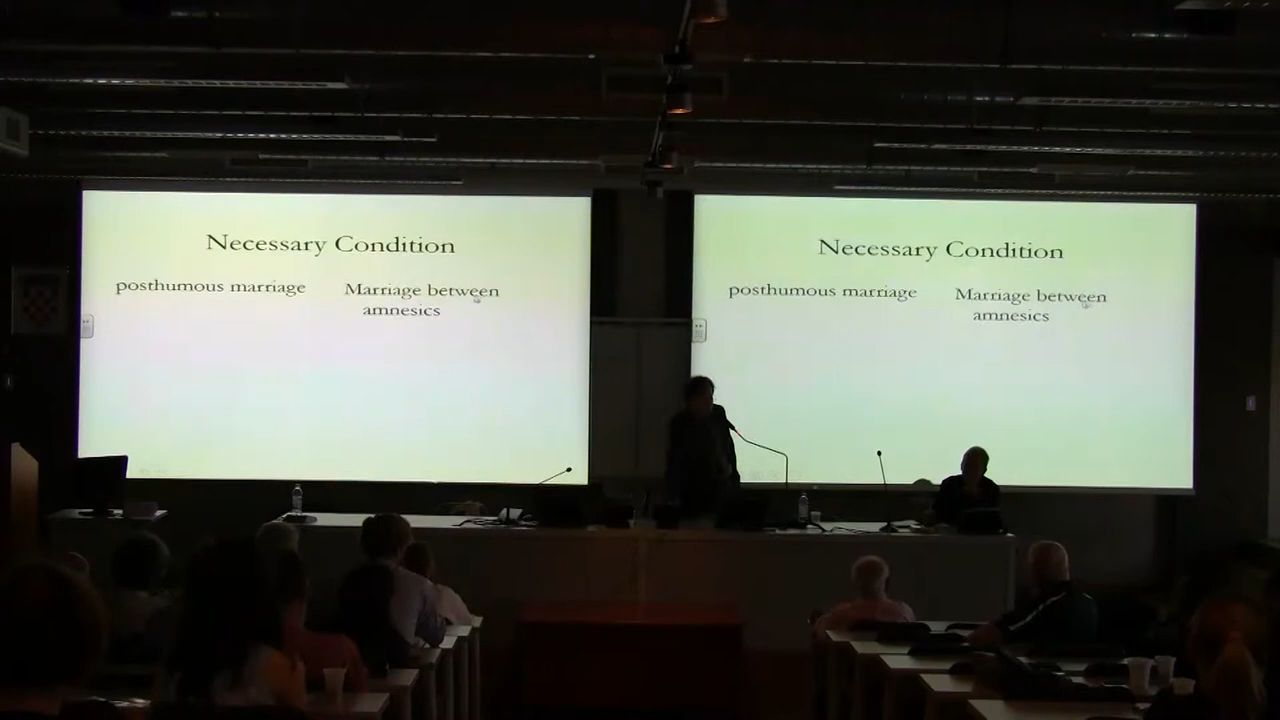 Necessary Condition
posthumous marriage
Marriage between
amnesics
Necessary Condition
posthumous marriage
Marriage between
amnesics